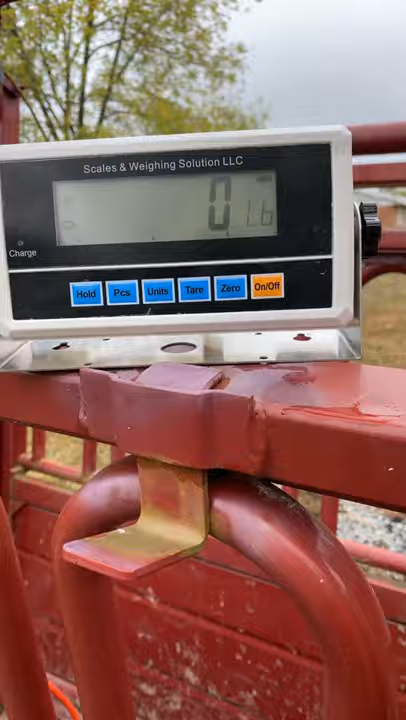 Scales & Weighing Solution LLC
0 Lb
Charge
Hold Pcs Units Tare Zero On/Off